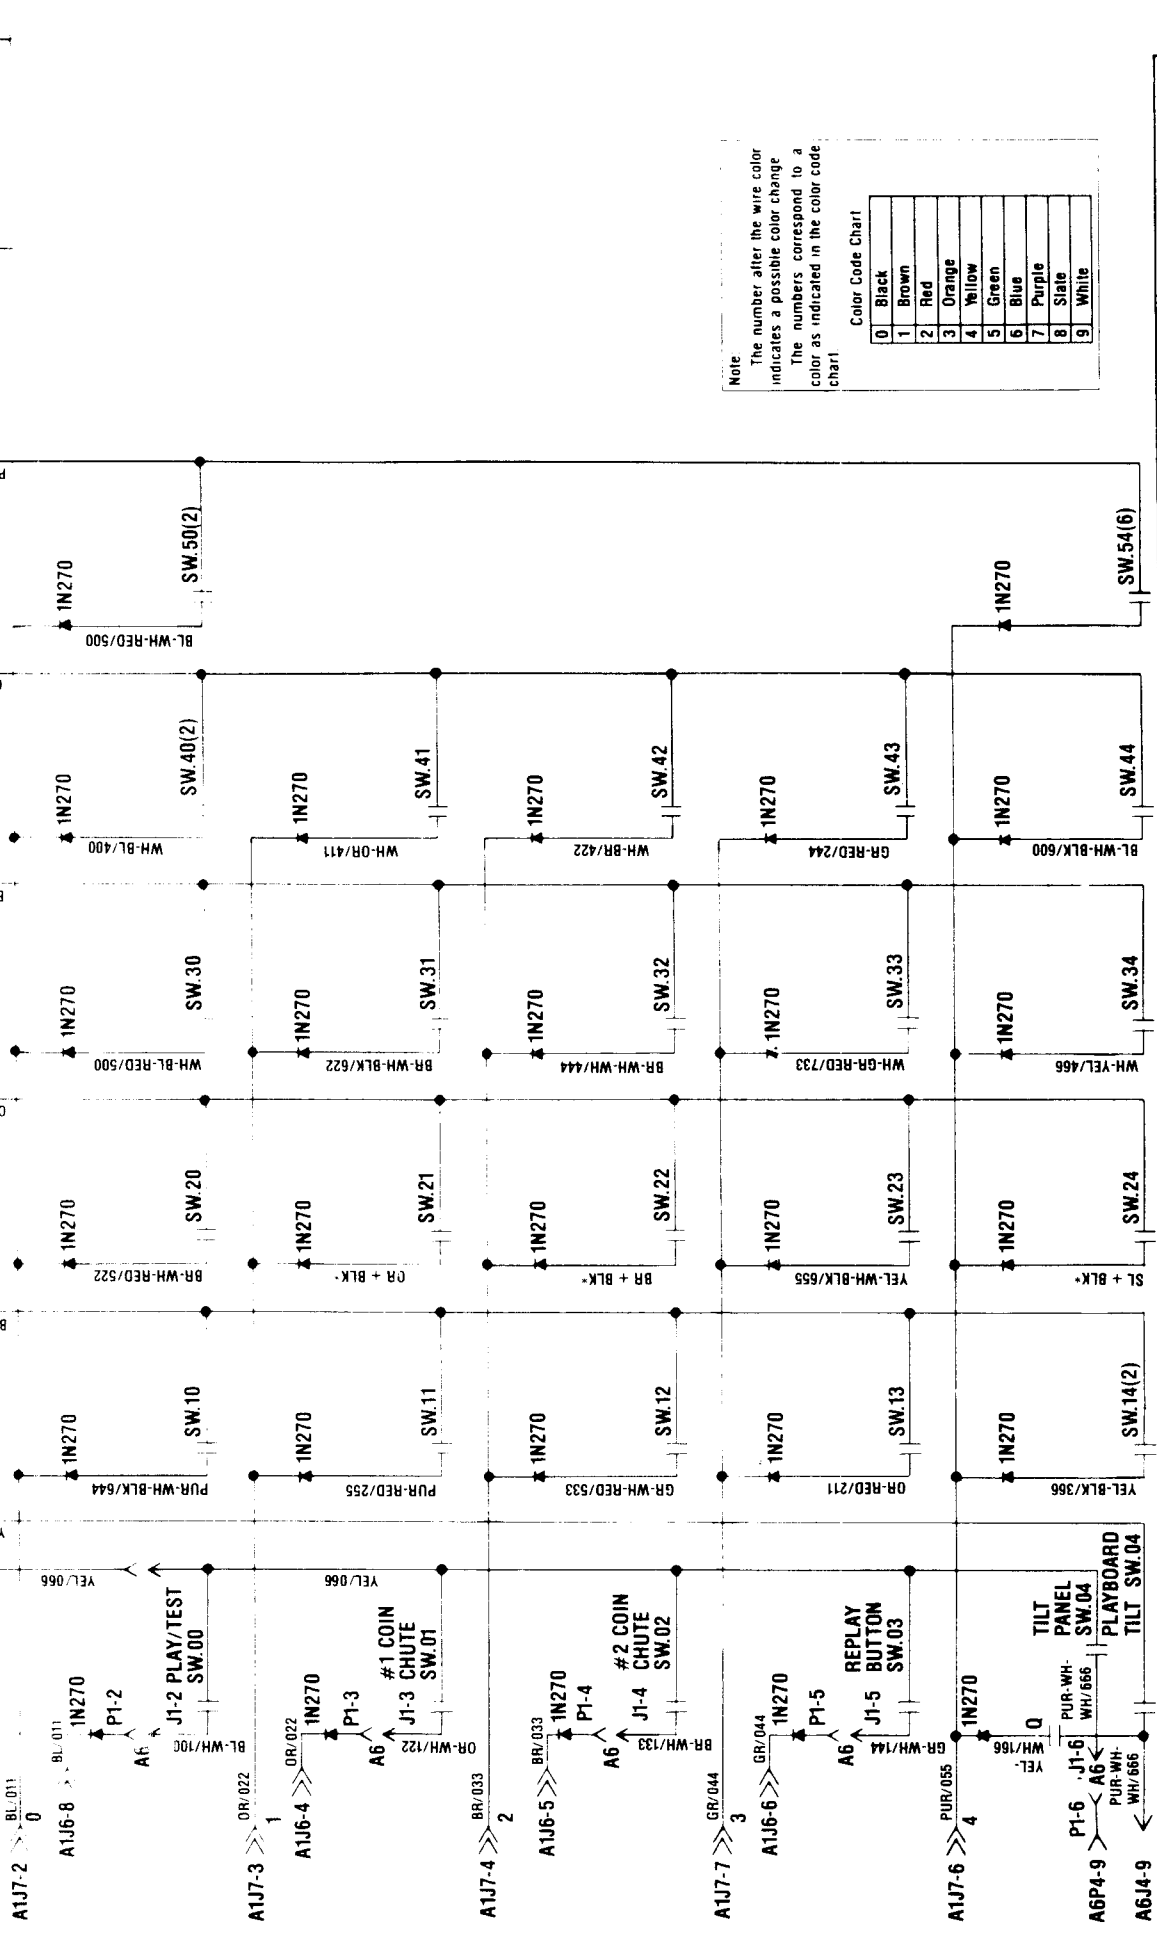 Note:
The number after the wire color
indicates a possible color change
The numbers correspond to a
color as indicated in the color code
chart.
Color Code Chart
0 Black
1 Brown
2 Red
3 Orange
4 Yellow
5 Green
6 Blue
7 Purple
8 Slate
9 White
1N270
SW.50(2)
BL-WH-RED/500
1N270
SW.54(6)
1N270
SW.40(2)
WH-BL/400
1N270
SW.41
WH-OR/411
1N270
SW.42
WH-BR/422
1N270
SW.43
GR-RED/244
1N270
SW.44
BL-WH-BLK/600
1N270
SW.30
WH-BL-RED/500
1N270
SW.31
BR-WH-BLK/622
1N270
SW.32
BR-WH-WH/444
1N270
SW.33
WH-GR-RED/733
1N270
SW.34
WH-YEL/466
1N270
SW.20
BR-WH-RED/522
1N270
SW.21
OR + BLK*
1N270
SW.22
BR + BLK*
1N270
SW.23
YEL-WH-BLK/655
1N270
SW.24
SL + BLK*
1N270
SW.10
PUR-WH-BLK/644
1N270
SW.11
PUR-RED/255
1N270
SW.12
GR-WH-RED/533
1N270
SW.13
OR-RED/211
1N270
SW.14(2)
YEL-BLK/366
YEL/066
YEL/066
A1J7-2
BL/011
0
A1J6-8
BL/011
1N270
P1-2
A6
J1-2
PLAY/TEST
SW.00
BL-WH/100
A1J7-3
OR/022
1
A1J6-4
OR/022
1N270
P1-3
A6
J1-3
#1 COIN
CHUTE
SW.01
OR-WH/122
A1J7-4
BR/033
2
A1J6-5
BR/033
1N270
P1-4
A6
J1-4
#2 COIN
CHUTE
SW.02
BR-WH/133
A1J7-7
GR/044
3
A1J6-6
GR/044
1N270
P1-5
A6
J1-5
REPLAY
BUTTON
SW.03
GR-WH/144
A1J7-6
PUR/055
4
1N270
YEL-
WH/166
Q
PUR-WH-
WH/666
TILT
PANEL
SW.04
PLAYBOARD
TILT SW.04
A6P4-9
P1-6
J1-6
A6
PUR-WH-
WH/666
A6J4-9